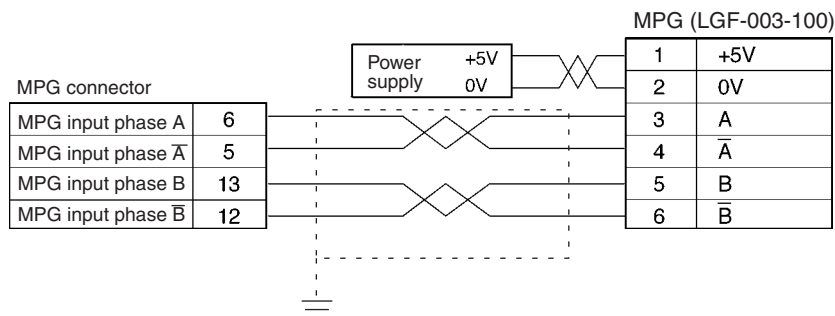 MPG (LGF-003-100)
Power supply +5V 0V
1 +5V
2 0V
MPG connector
MPG input phase A 6
MPG input phase A̅ 5
MPG input phase B 13
MPG input phase B̅ 12
3 A
4 A̅
5 B
6 B̅